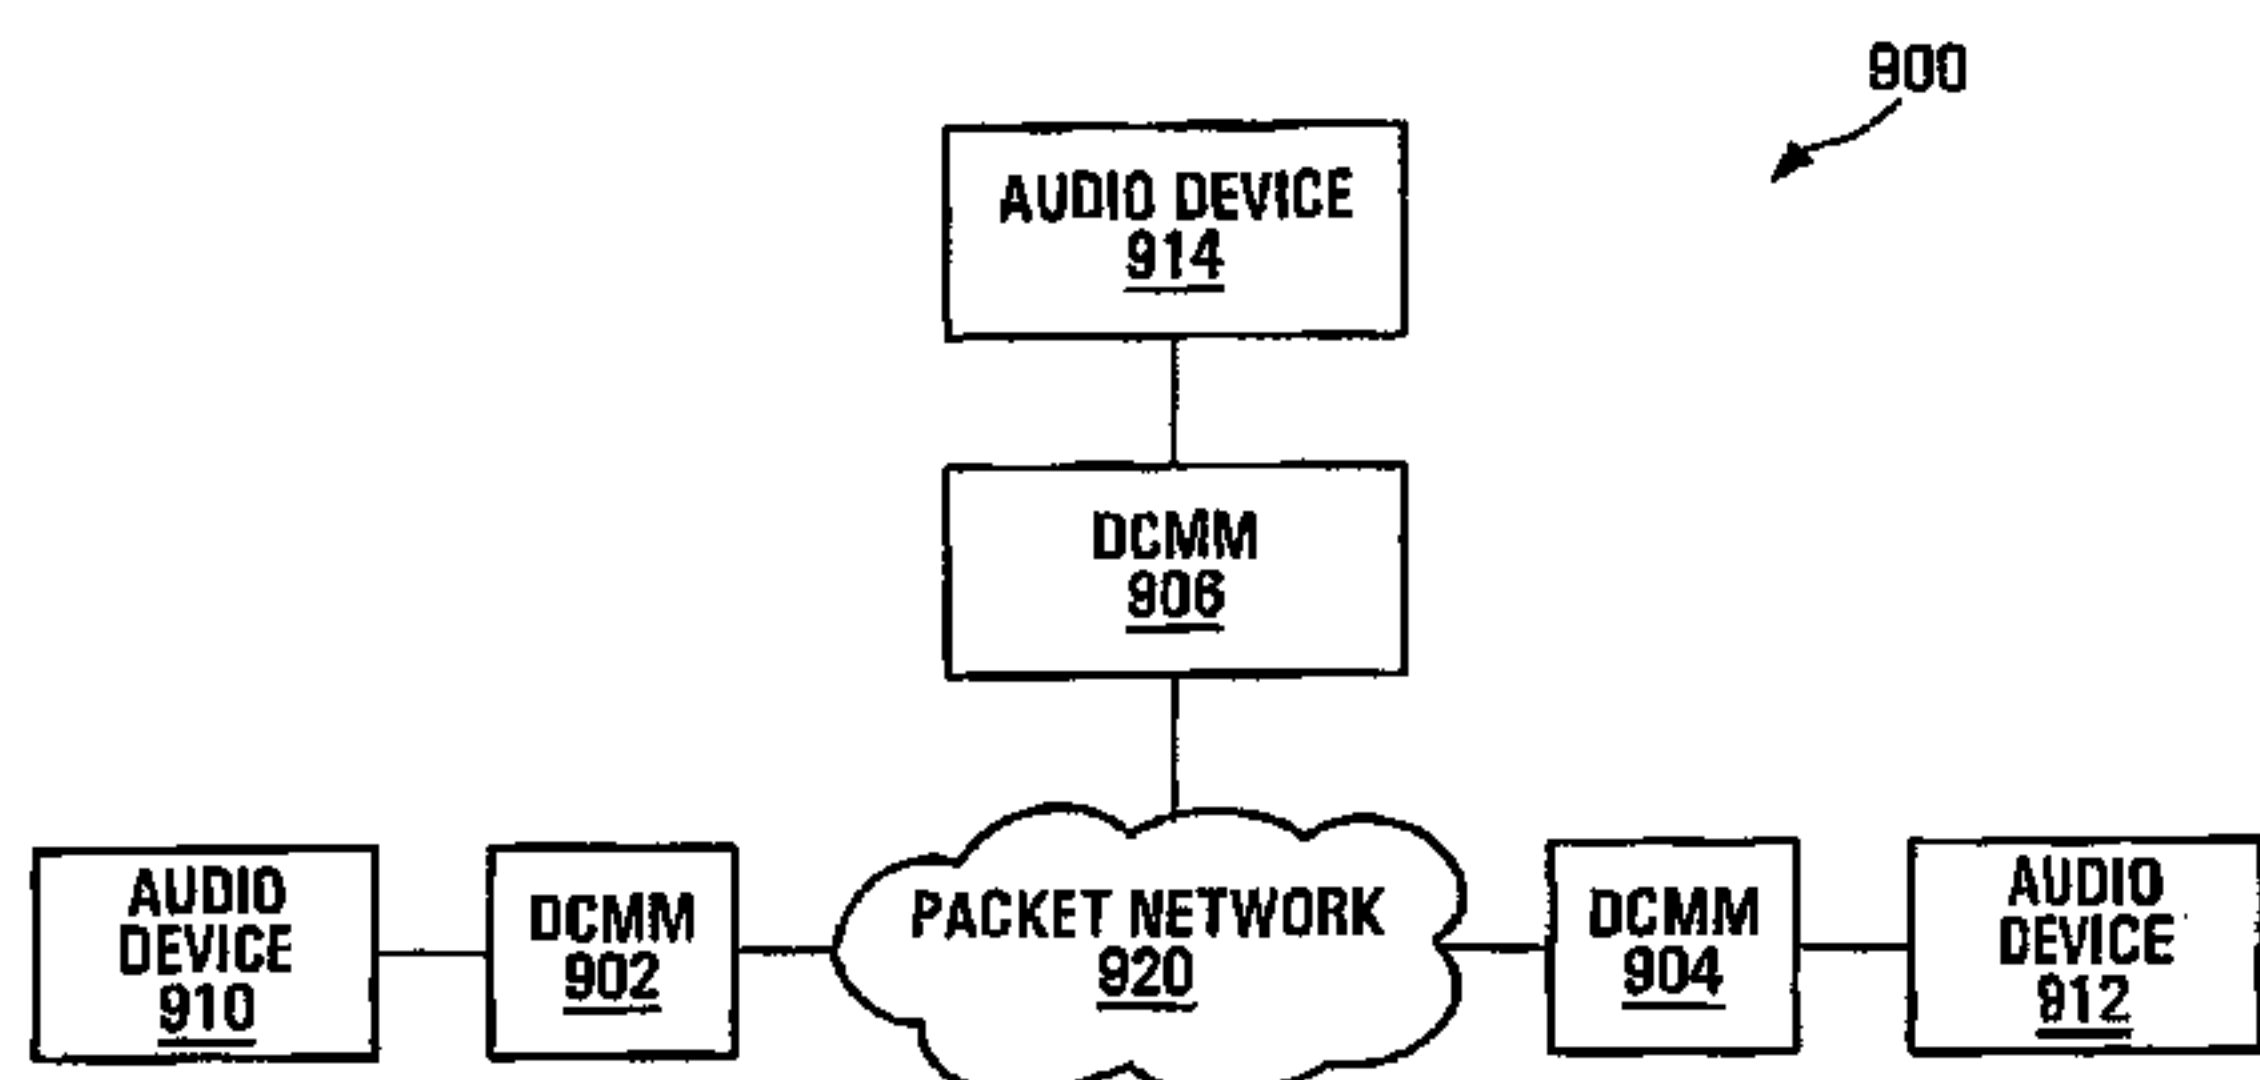 900
AUDIO DEVICE
914
DCMM
906
AUDIO
DEVICE
910
DCMM
902
PACKET NETWORK
920
DCMM
904
AUDIO
DEVICE
912